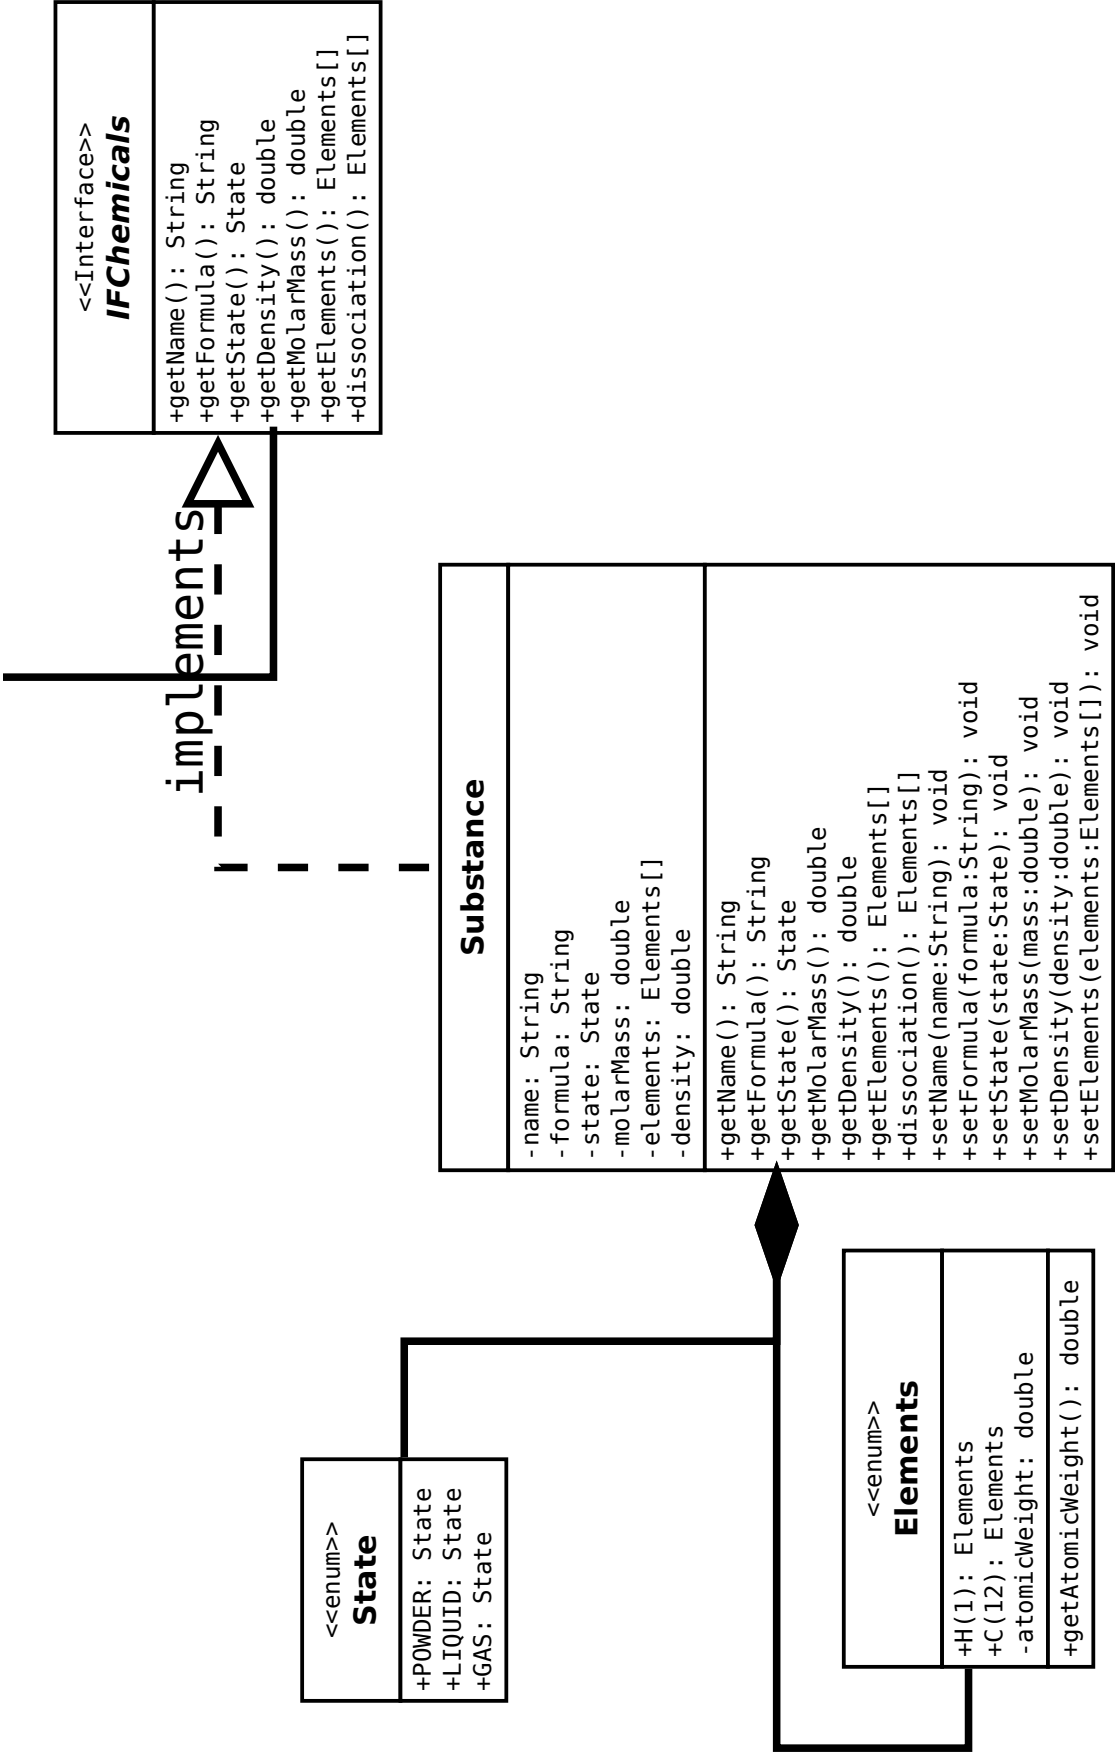 <<Interface>>
IFChemicals
+getName(): String
+getFormula(): String
+getState(): State
+getDensity(): double
+getMolarMass(): double
+getElements(): Elements[]
+dissociation(): Elements[]
implements
Substance
-name: String
-formula: String
-state: State
-molarMass: double
-elements: Elements[]
-density: double
+getName(): String
+getFormula(): String
+getState(): State
+getMolarMass(): double
+getDensity(): double
+getElements(): Elements[]
+dissociation(): Elements[]
+setName(name:String): void
+setFormula(formula:String): void
+setState(state:State): void
+setMolarMass(mass:double): void
+setDensity(density:double): void
+setElements(elements:Elements[]): void
<<enum>>
State
+POWDER: State
+LIQUID: State
+GAS: State
<<enum>>
Elements
+H(1): Elements
+C(12): Elements
-atomicWeight: double
+getAtomicWeight(): double